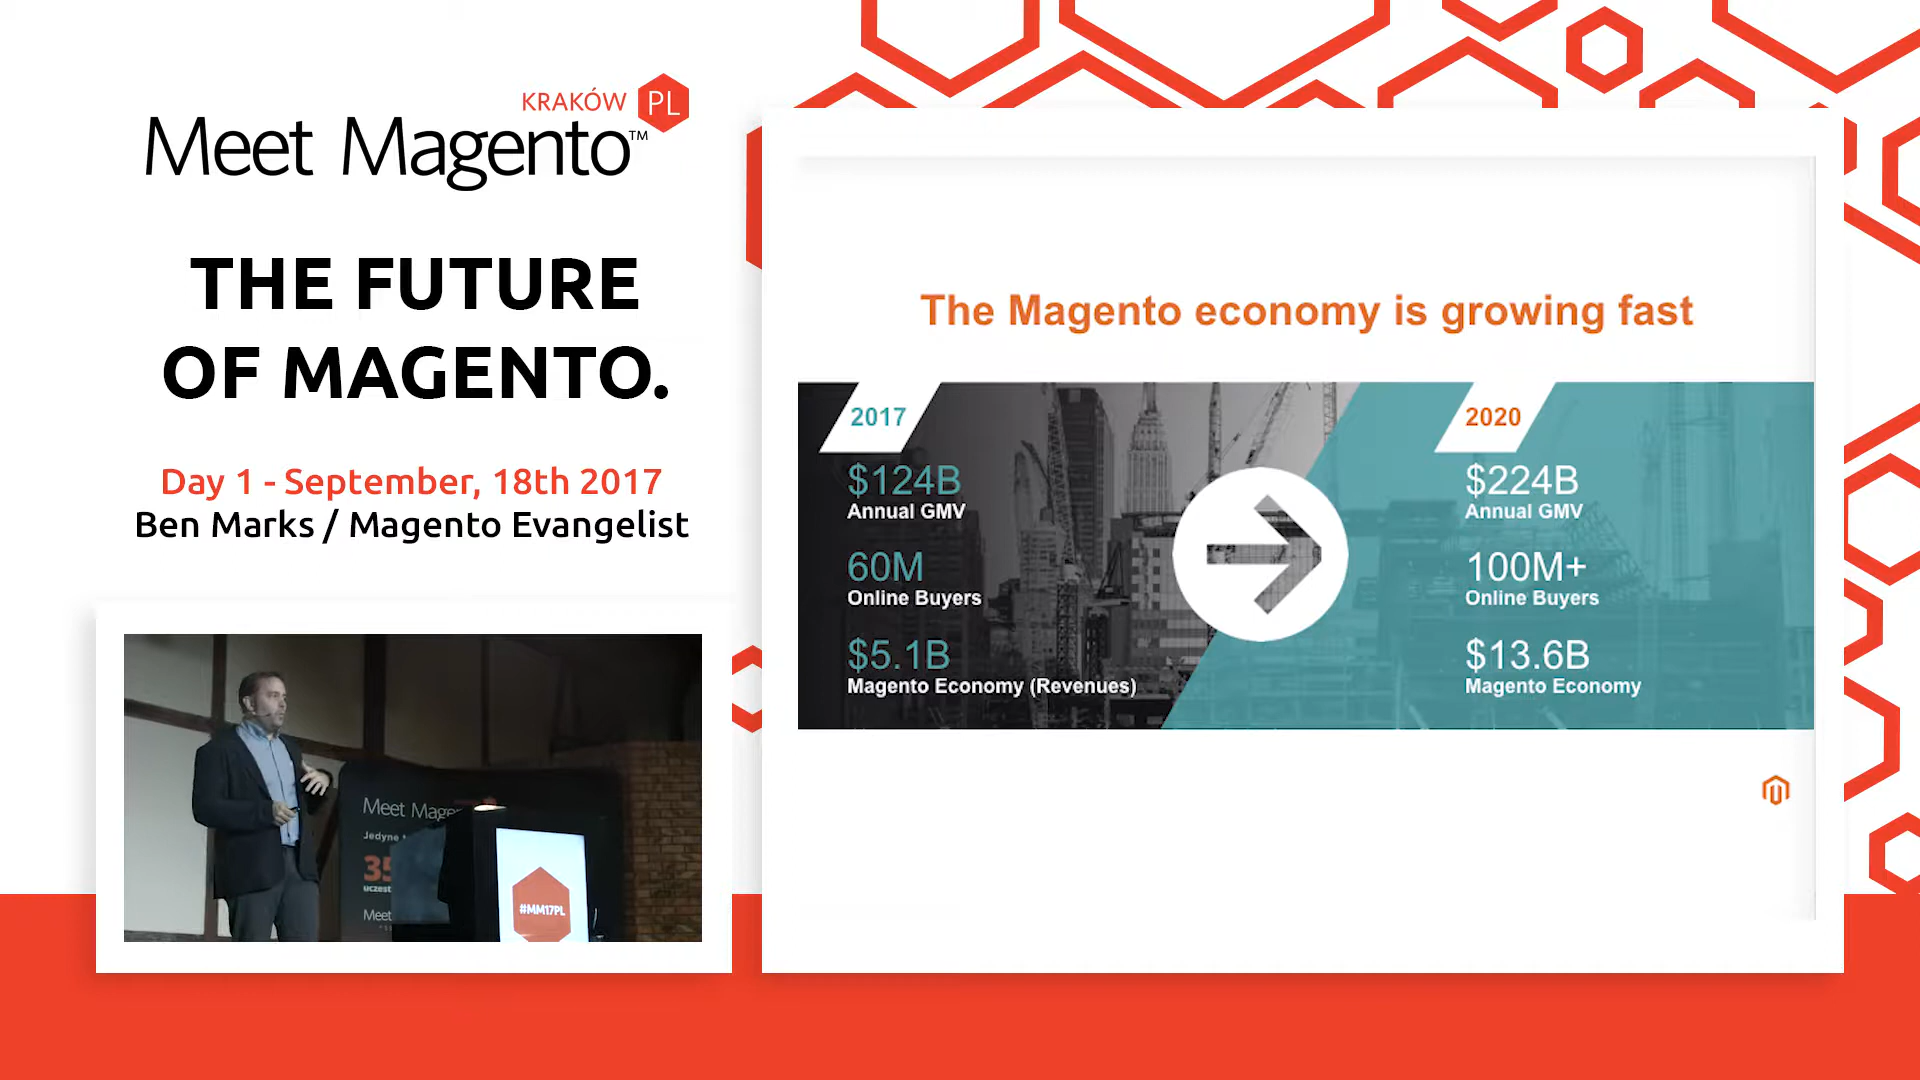 KRAKÓW PL
Meet Magento™
THE FUTURE
OF MAGENTO.
Day 1 - September, 18th 2017
Ben Marks / Magento Evangelist
Meet
Jedyne
35
Meet
#MM17PL
The Magento economy is growing fast
2017
$124B
Annual GMV
60M
Online Buyers
$5.1B
Magento Economy (Revenues)
2020
$224B
Annual GMV
100M+
Online Buyers
$13.6B
Magento Economy